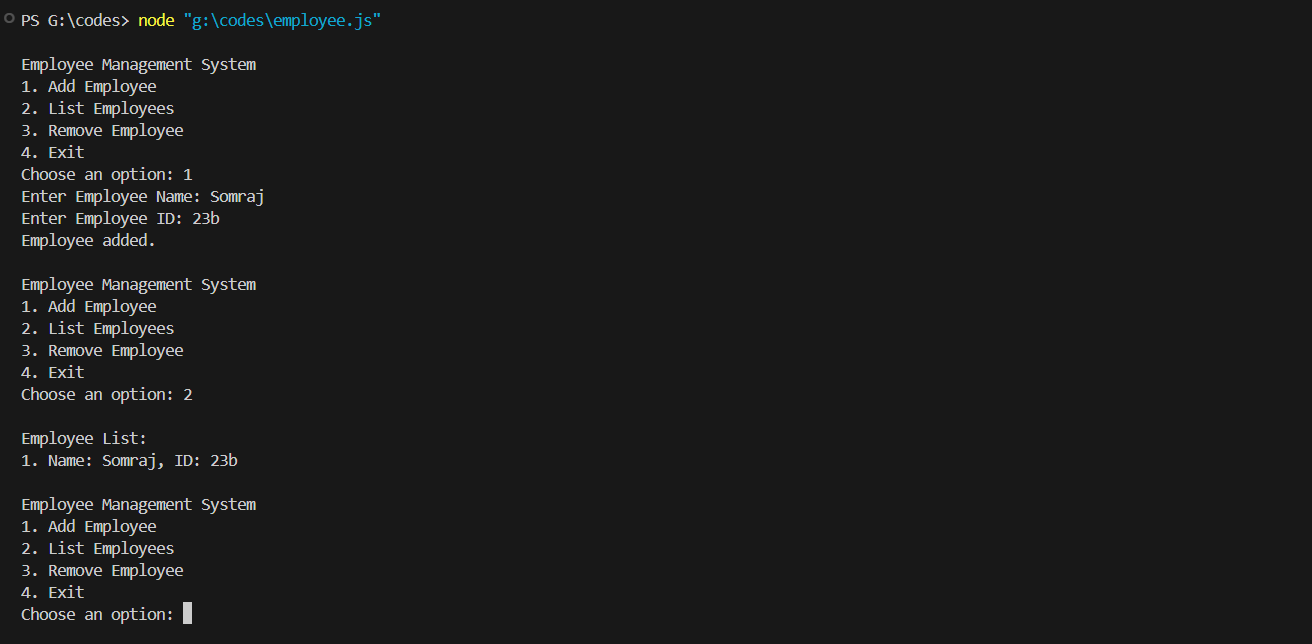 PS G:\codes> node "g:\codes\employee.js"
Employee Management System
1. Add Employee
2. List Employees
3. Remove Employee
4. Exit
Choose an option: 1
Enter Employee Name: Somraj
Enter Employee ID: 23b
Employee added.
Employee Management System
1. Add Employee
2. List Employees
3. Remove Employee
4. Exit
Choose an option: 2
Employee List:
1. Name: Somraj, ID: 23b
Employee Management System
1. Add Employee
2. List Employees
3. Remove Employee
4. Exit
Choose an option: